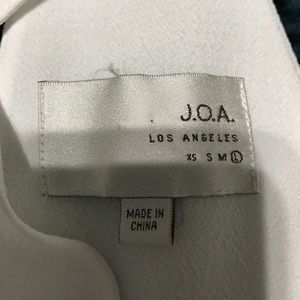 J.O.A.
LOS ANGELES
XS S M L
MADE IN
CHINA